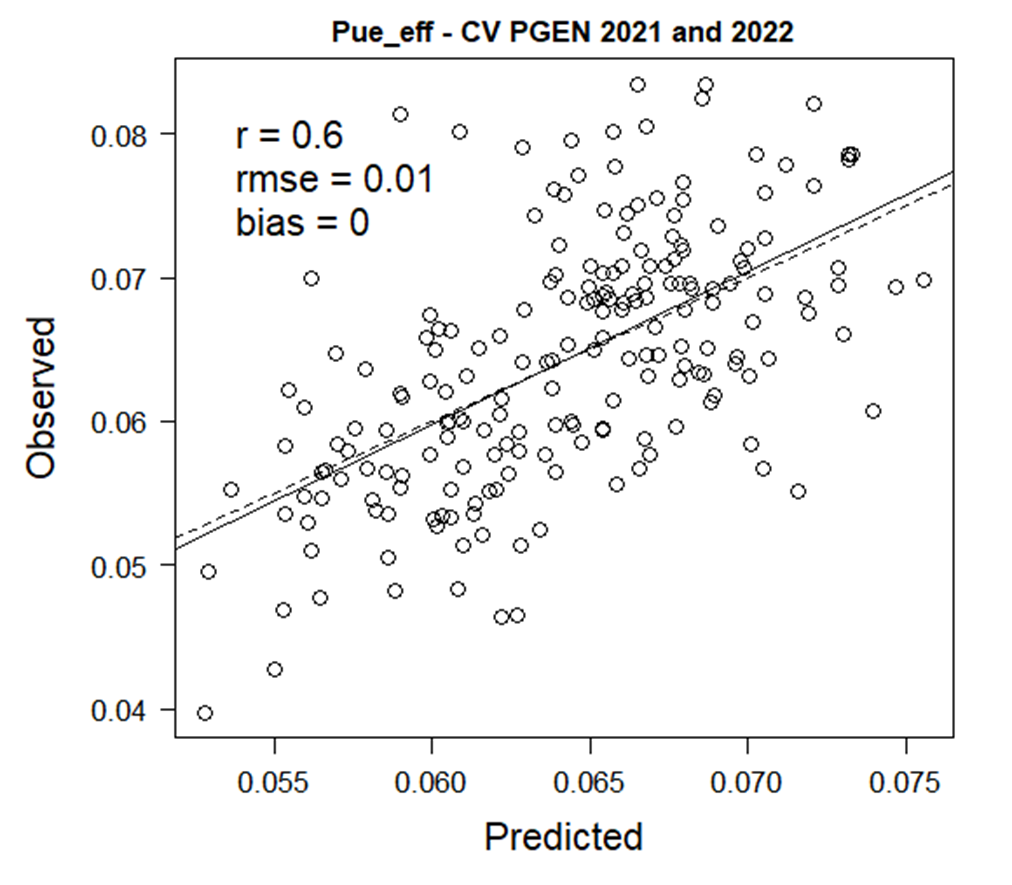 Pue_eff - CV PGEN 2021 and 2022
r = 0.6
rmse = 0.01
bias = 0
Observed
0.08
0.07
0.06
0.05
0.04
0.055 0.060 0.065 0.070 0.075
Predicted